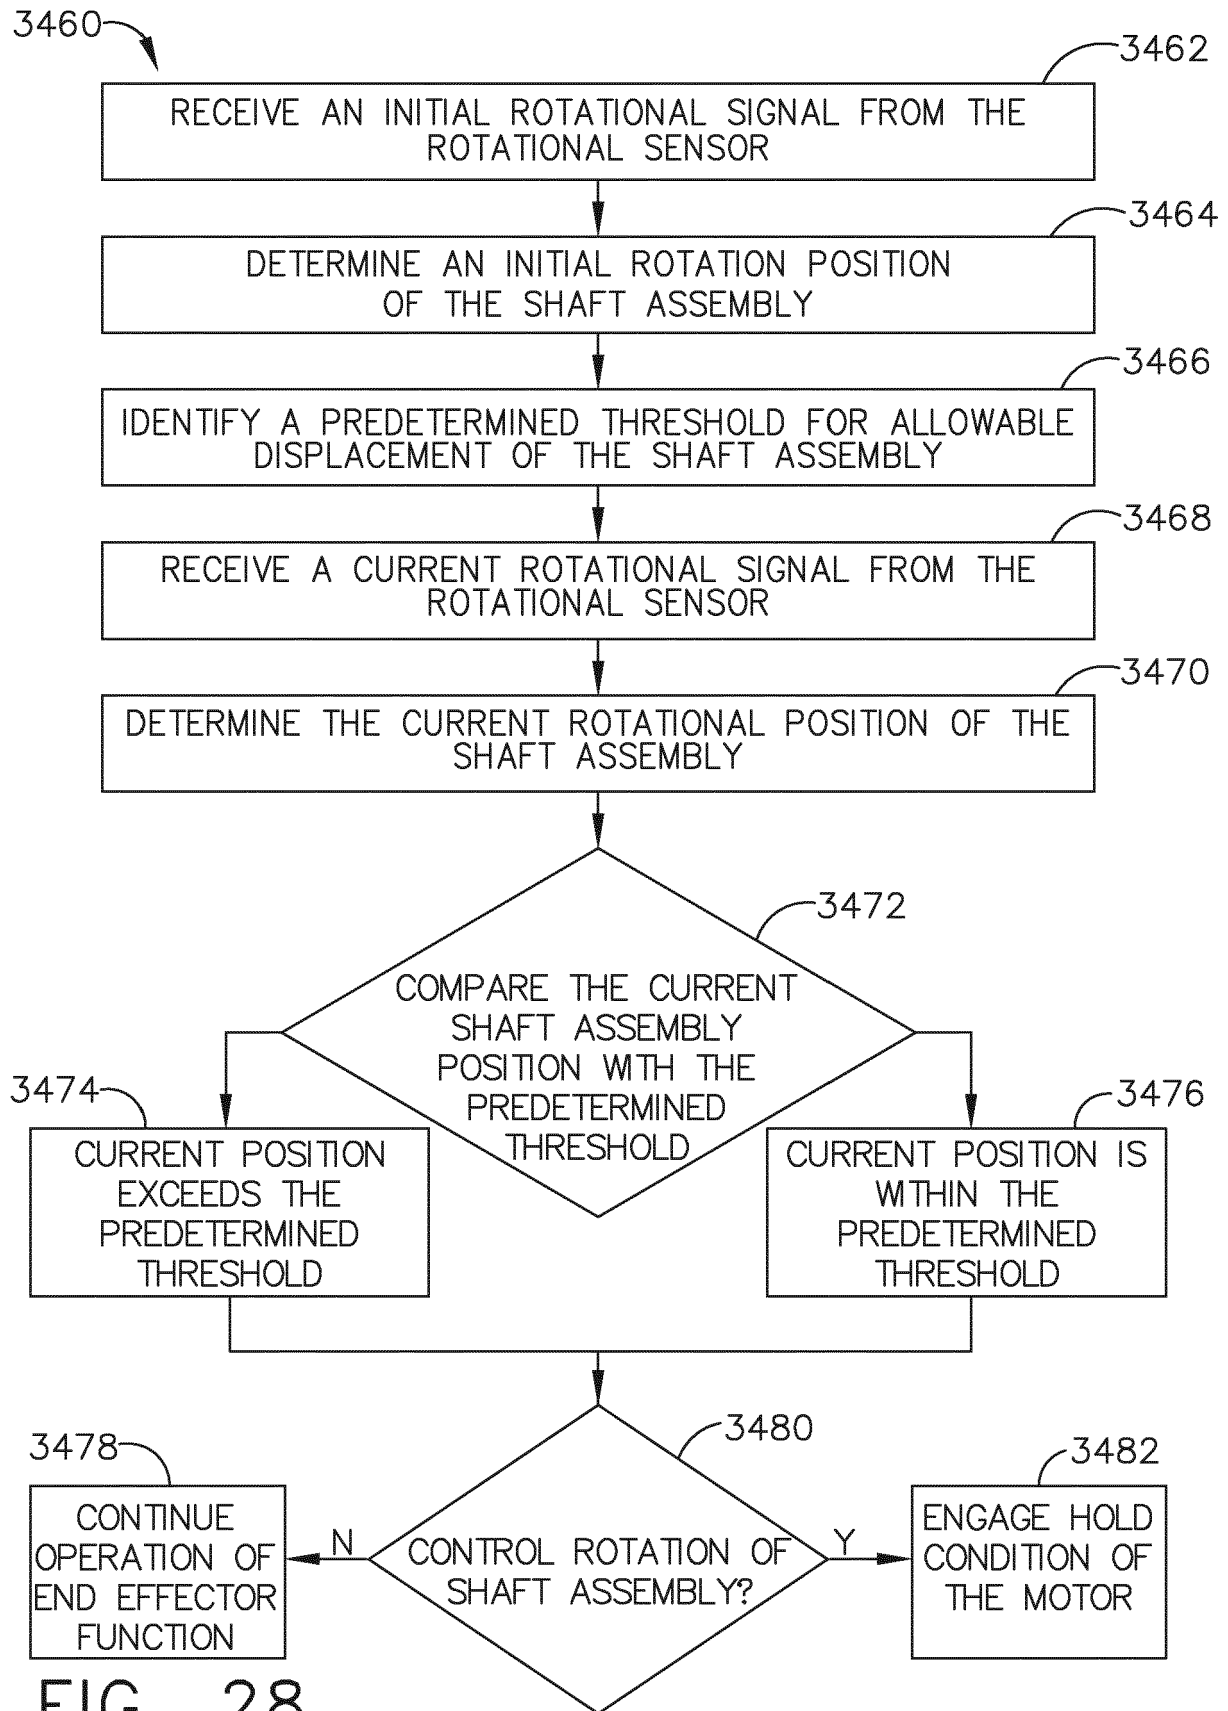 3460
3462
RECEIVE AN INITIAL ROTATIONAL SIGNAL FROM THE
ROTATIONAL SENSOR
3464
DETERMINE AN INITIAL ROTATION POSITION
OF THE SHAFT ASSEMBLY
3466
IDENTIFY A PREDETERMINED THRESHOLD FOR ALLOWABLE
DISPLACEMENT OF THE SHAFT ASSEMBLY
3468
RECEIVE A CURRENT ROTATIONAL SIGNAL FROM THE
ROTATIONAL SENSOR
3470
DETERMINE THE CURRENT ROTATIONAL POSITION OF THE
SHAFT ASSEMBLY
3472
COMPARE THE CURRENT
SHAFT ASSEMBLY
POSITION WITH THE
PREDETERMINED
THRESHOLD
3474
CURRENT POSITION
EXCEEDS THE
PREDETERMINED
THRESHOLD
3476
CURRENT POSITION IS
WITHIN THE
PREDETERMINED
THRESHOLD
3480
CONTROL ROTATION OF
SHAFT ASSEMBLY?
N
Y
3478
CONTINUE
OPERATION OF
END EFFECTOR
FUNCTION
3482
ENGAGE HOLD
CONDITION OF
THE MOTOR
FIG. 28